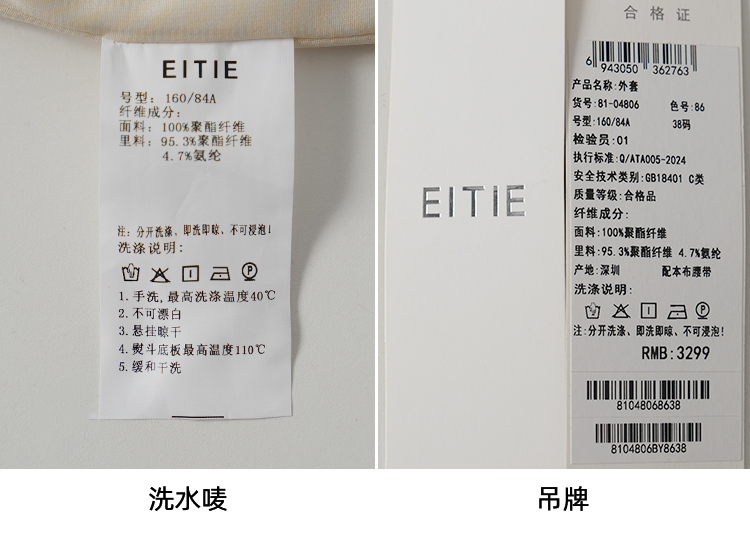 EITIE
号型: 160/84A
纤维成分:
面料: 100%聚酯纤维
里料: 95.3%聚酯纤维
4.7%氨纶
注: 分开洗涤、即洗即晾、不可浸泡!
洗涤说明:
1.手洗,最高洗涤温度40℃
2.不可漂白
3.悬挂晾干
4.熨斗底板最高温度110℃
5.缓和干洗
洗水唛
EITIE
合格证
6 943050 362763
产品名称:外套
货号:81-04806 色号:86
号型:160/84A 38码
检验员:01
执行标准:Q/ATA005-2024
安全技术类别:GB18401 C类
质量等级:合格品
纤维成分:
面料:100%聚酯纤维
里料:95.3%聚酯纤维 4.7%氨纶
产地:深圳 配本布腰带
洗涤说明:
注:分开洗涤、即洗即晾、不可浸泡!
RMB:3299
81048068638
8104806BY8638
吊牌